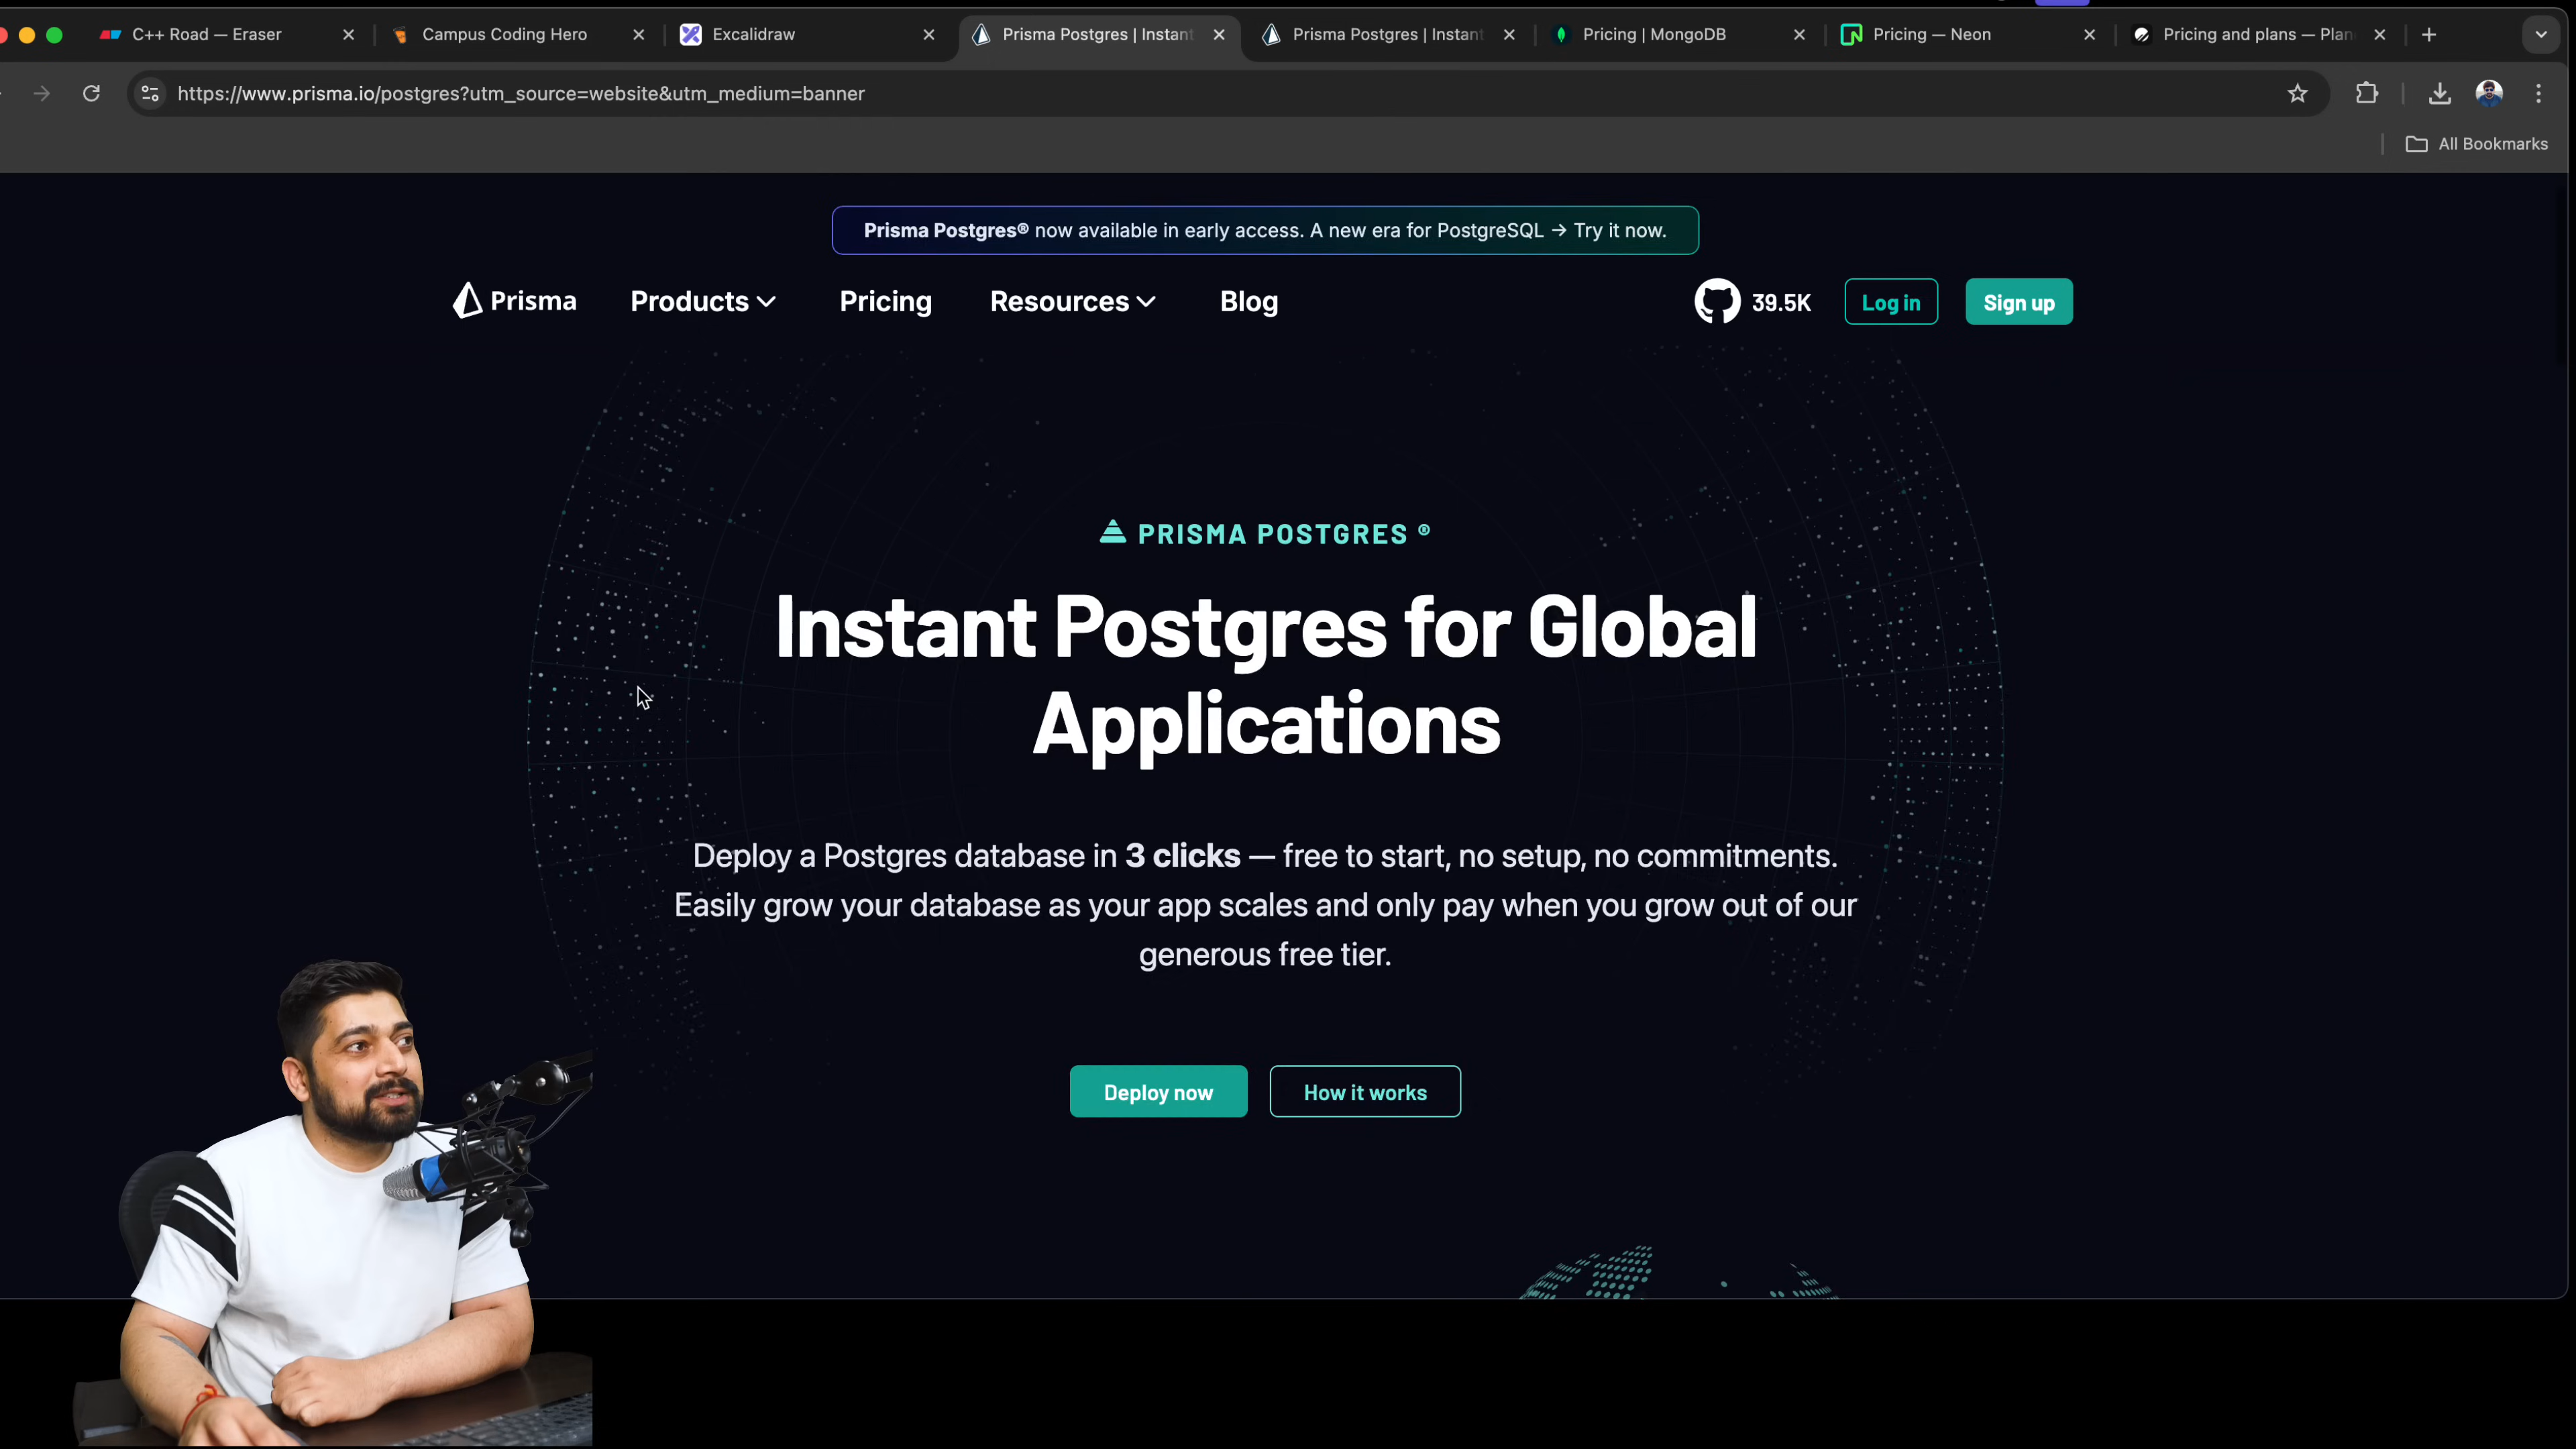 C++ Road — Eraser
Campus Coding Hero
Excalidraw
Prisma Postgres | Instant
Prisma Postgres | Instant
Pricing | MongoDB
Pricing — Neon
Pricing and plans — Plan
https://www.prisma.io/postgres?utm_source=website&utm_medium=banner
All Bookmarks
Prisma Postgres® now available in early access. A new era for PostgreSQL → Try it now.
Prisma
Products
Pricing
Resources
Blog
39.5K
Log in
Sign up
PRISMA POSTGRES ®
Instant Postgres for Global
Applications
Deploy a Postgres database in 3 clicks — free to start, no setup, no commitments.
Easily grow your database as your app scales and only pay when you grow out of our
generous free tier.
Deploy now
How it works